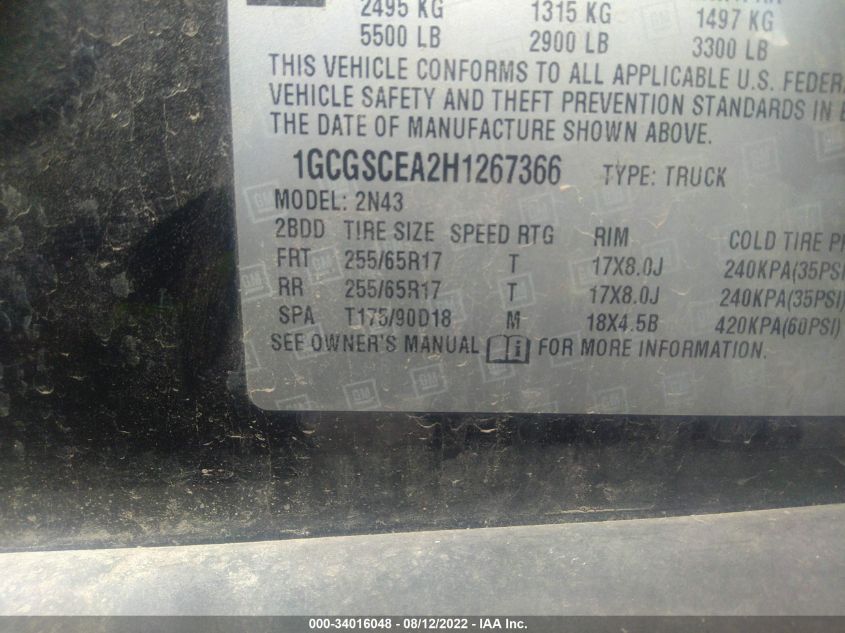 2495 KG 1315 KG 1497 KG
5500 LB 2900 LB 3300 LB
THIS VEHICLE CONFORMS TO ALL APPLICABLE U.S. FEDERA
VEHICLE SAFETY AND THEFT PREVENTION STANDARDS IN E
THE DATE OF MANUFACTURE SHOWN ABOVE.
1GCGSCEA2H1267366 TYPE: TRUCK
MODEL: 2N43
2BDD TIRE SIZE SPEED RTG RIM COLD TIRE P
FRT 255/65R17 T 17X8.0J 240KPA(35PSI
RR 255/65R17 T 17X8.0J 240KPA(35PSI)
SPA T175/90D18 M 18X4.5B 420KPA(60PSI)
SEE OWNER'S MANUAL FOR MORE INFORMATION.
000-34016048 - 08/12/2022 - IAA Inc.